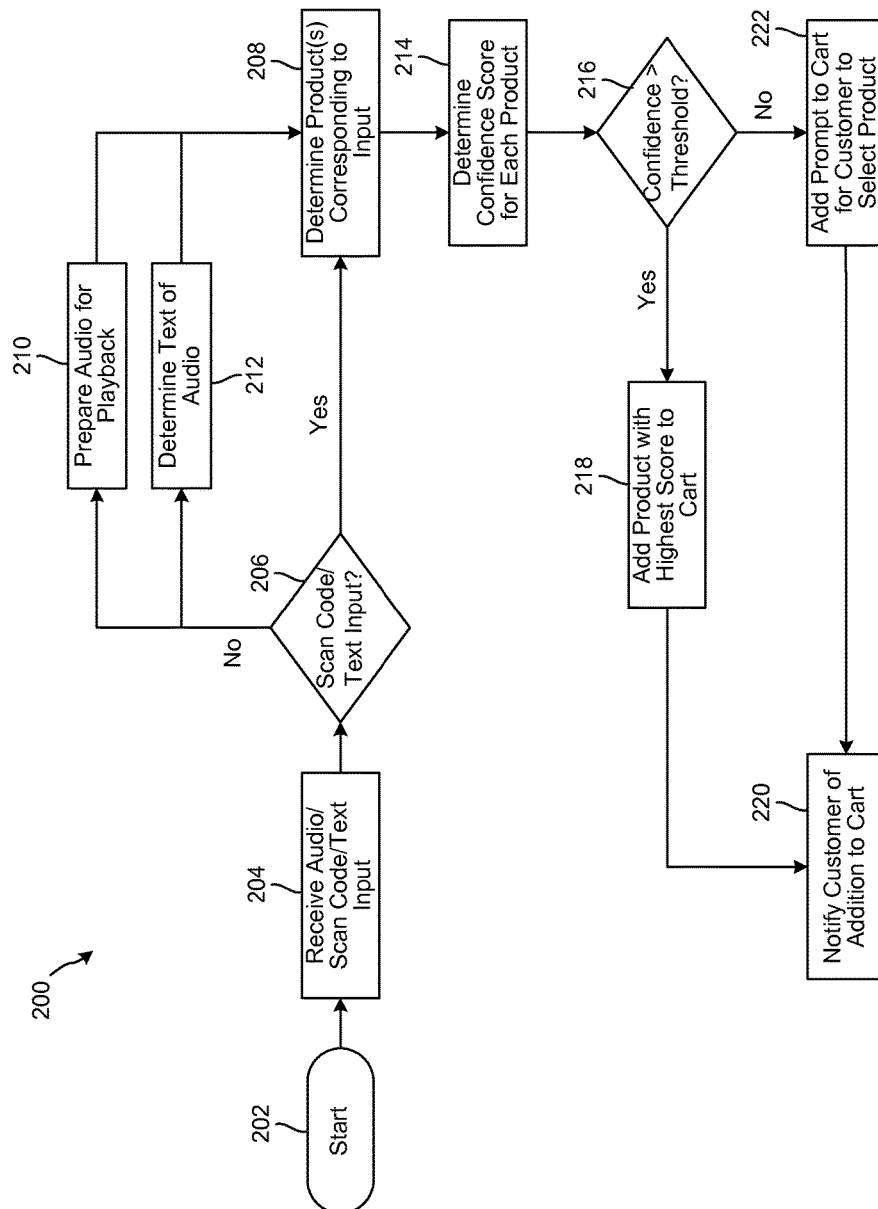 200
202
Start
204
Receive Audio/
Scan Code/Text
Input
206
Scan Code/
Text Input?
No
Yes
210
Prepare Audio for
Playback
Determine Text of
Audio
212
208
Determine Product(s)
Corresponding to
Input
214
Determine
Confidence Score
for Each Product
216
Confidence >
Threshold?
Yes
No
218
Add Product with
Highest Score to
Cart
222
Add Prompt to Cart
for Customer to
Select Product
220
Notify Customer of
Addition to Cart